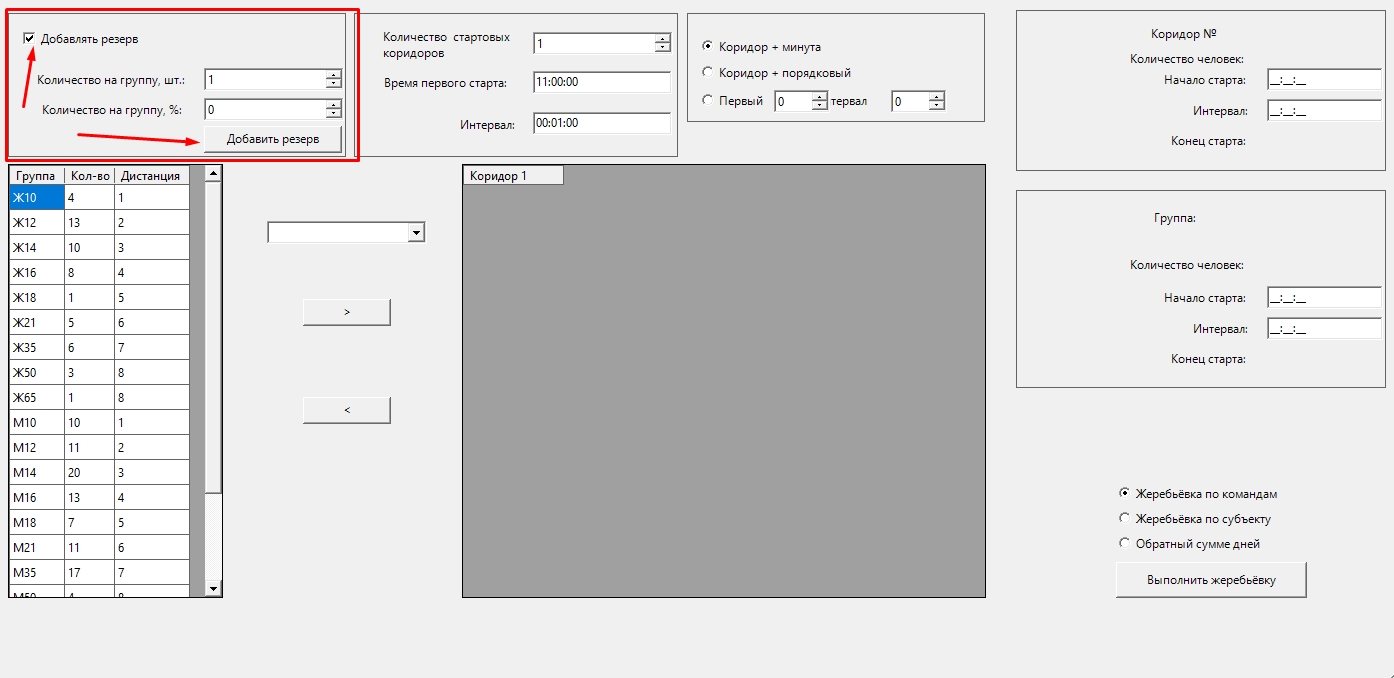 Добавлять резерв
Количество на группу, шт.: 1
Количество на группу, %: 0
Добавить резерв
Количество стартовых
коридоров 1
Время первого старта: 11:00:00
Интервал: 00:01:00
Коридор + минута
Коридор + порядковый
Первый 0 тервал 0
Коридор №
Количество человек:
Начало старта: __:__:__
Интервал: __:__:__
Конец старта:
Группа Кол-во Дистанция
Ж10 4 1
Ж12 13 2
Ж14 10 3
Ж16 8 4
Ж18 1 5
Ж21 5 6
Ж35 6 7
Ж50 3 8
Ж65 1 8
М10 10 1
М12 11 2
М14 20 3
М16 13 4
М18 7 5
М21 11 6
М35 17 7
М50 4 8
>
<
Коридор 1
Группа:
Количество человек:
Начало старта: __:__:__
Интервал: __:__:__
Конец старта:
Жеребьёвка по командам
Жеребьёвка по субъекту
Обратный сумме дней
Выполнить жеребьёвку